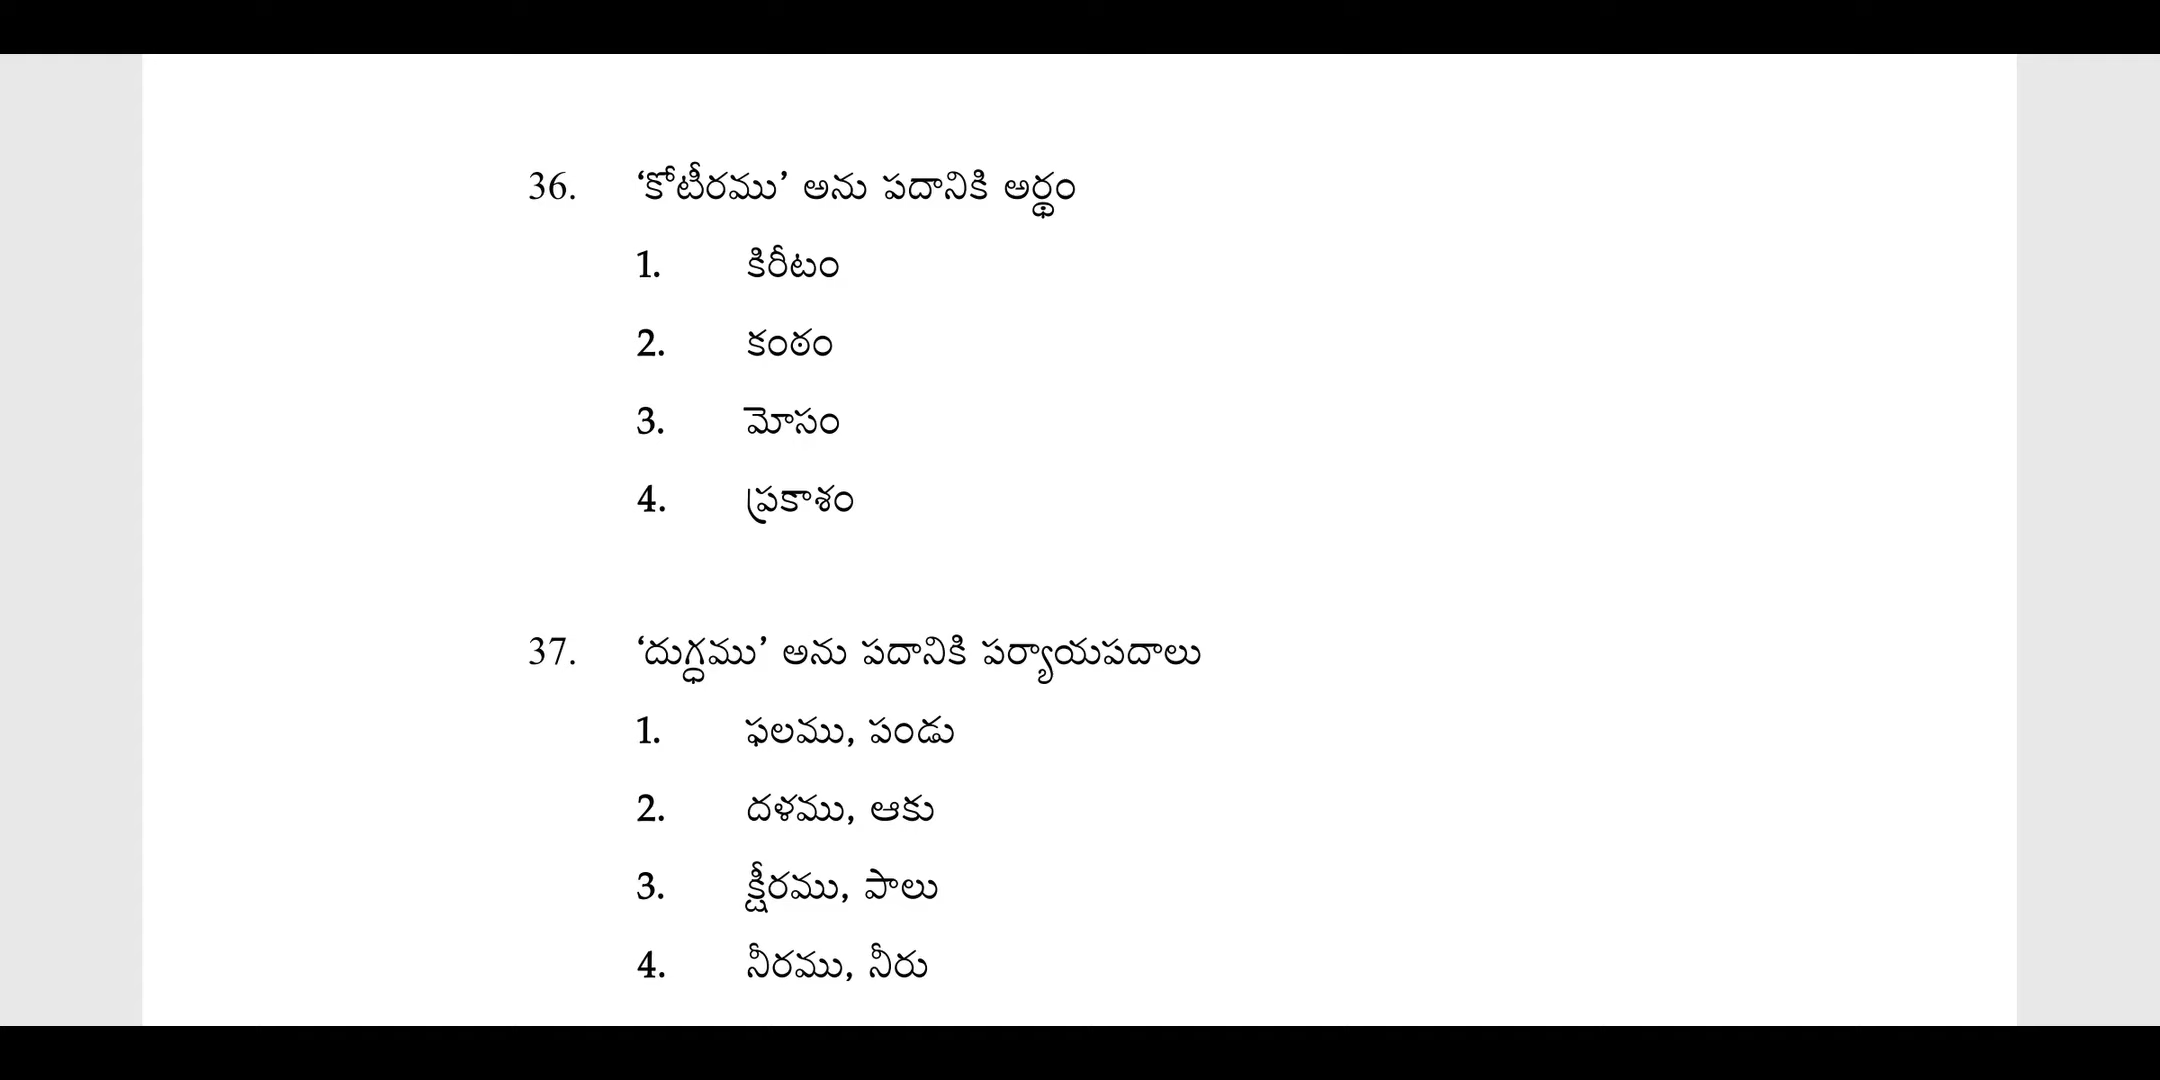 36. ‘కోటీరము’ అను పదానికి అర్థం
1. కిరీటం
2. కంఠం
3. మోసం
4. ప్రకాశం
37. ‘దుగ్ధము’ అను పదానికి పర్యాయపదాలు
1. ఫలము, పండు
2. దళము, ఆకు
3. క్షీరము, పాలు
4. నీరము, నీరు